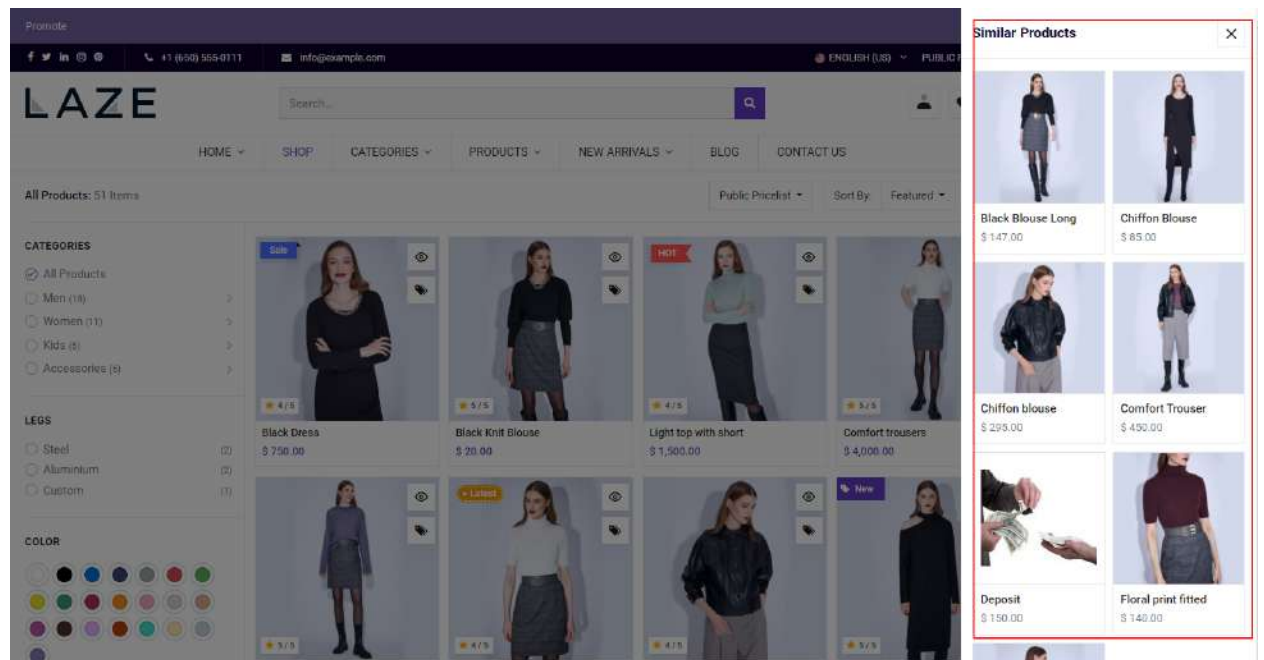 Promote
+1 (650) 555-0111
info@example.com
ENGLISH (US)
PUBLIC
LAZE
Search...
HOME
SHOP
CATEGORIES
PRODUCTS
NEW ARRIVALS
BLOG
CONTACT US
All Products: 51 Items
Public Pricelist
Sort By:
Featured
CATEGORIES
All Products
Men (18)
Women (11)
Kids (6)
Accessories (6)
LEGS
Steel (2)
Aluminium (2)
Custom (1)
COLOR
Sale
4 / 5
Black Dress
$ 750.00
5 / 5
Black Knit Blouse
$ 20.00
HOT
4 / 5
Light top with short
$ 1,500.00
5 / 5
Comfort trousers
$ 4,000.00
5 / 5
Latest
4 / 5
4 / 5
New
5 / 5
Similar Products
Black Blouse Long
$ 147.00
Chiffon Blouse
$ 85.00
Chiffon blouse
$ 295.00
Comfort Trouser
$ 450.00
Deposit
$ 150.00
Floral print fitted
$ 140.00